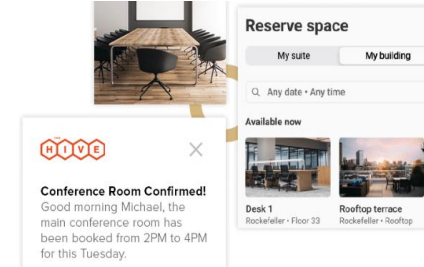 Reserve space
My suite
My building
Any date • Any time
Available now
Desk 1
Rockefeller • Floor 33
Rooftop terrace
Rockefeller • Rooftop
THE
HIVE
Conference Room Confirmed!
Good morning Michael, the
main conference room has
been booked from 2PM to 4PM
for this Tuesday.